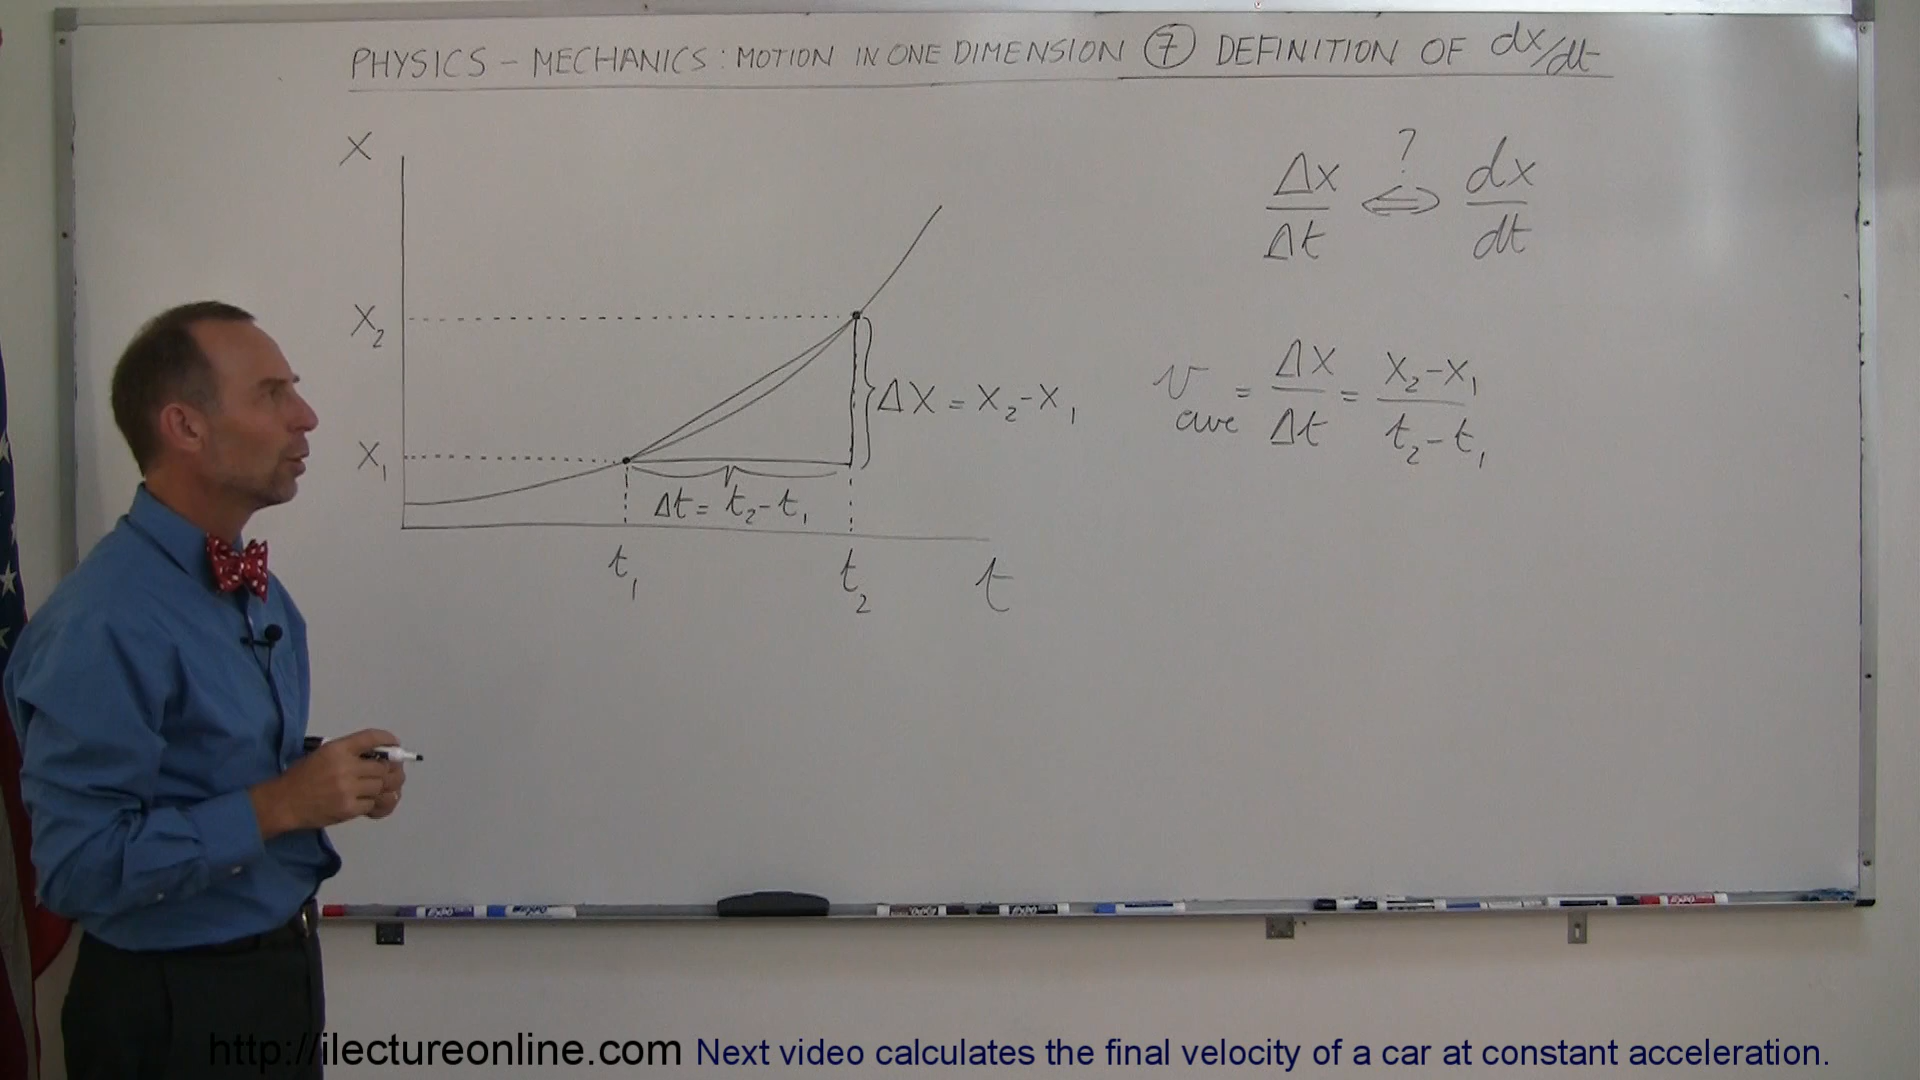 PHYSICS - MECHANICS: MOTION IN ONE DIMENSION ⑦ DEFINITION OF dx/dt
X
X₂
X₁
ΔX = X₂-X₁
Δt = t₂-t₁
t₁
t₂
t
Δx/Δt ⇔ ? dx/dt
v ave = Δx/Δt = x₂-x₁/t₂-t₁
http://ilectureonline.com Next video calculates the final velocity of a car at constant acceleration.